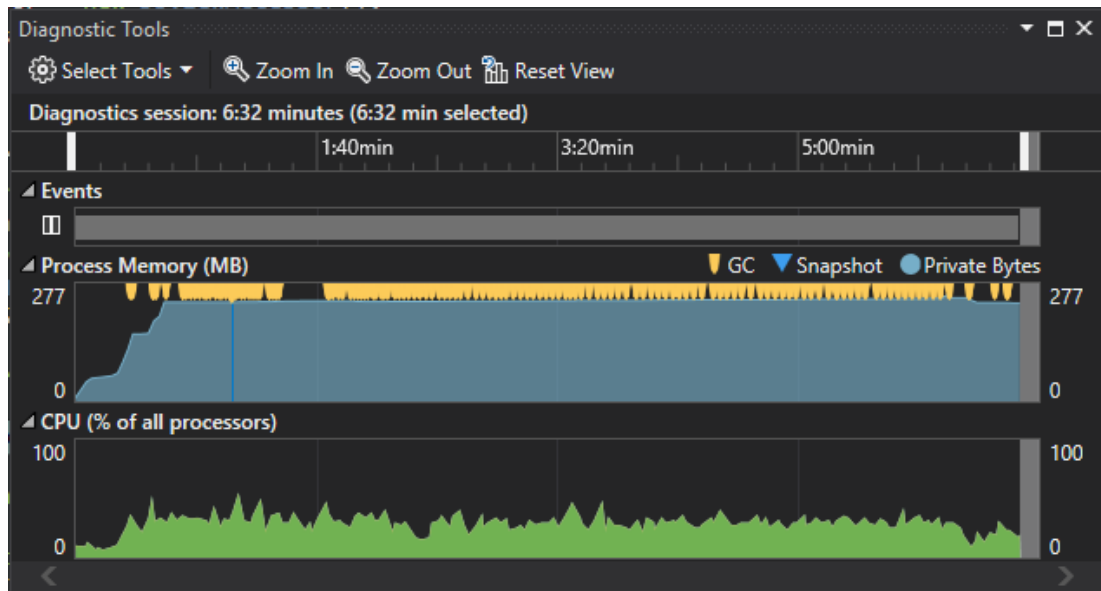 Diagnostic Tools
Select Tools Zoom In Zoom Out Reset View
Diagnostics session: 6:32 minutes (6:32 min selected)
1:40min 3:20min 5:00min
Events
Process Memory (MB) GC Snapshot Private Bytes
277 277
0 0
CPU (% of all processors)
100 100
0 0